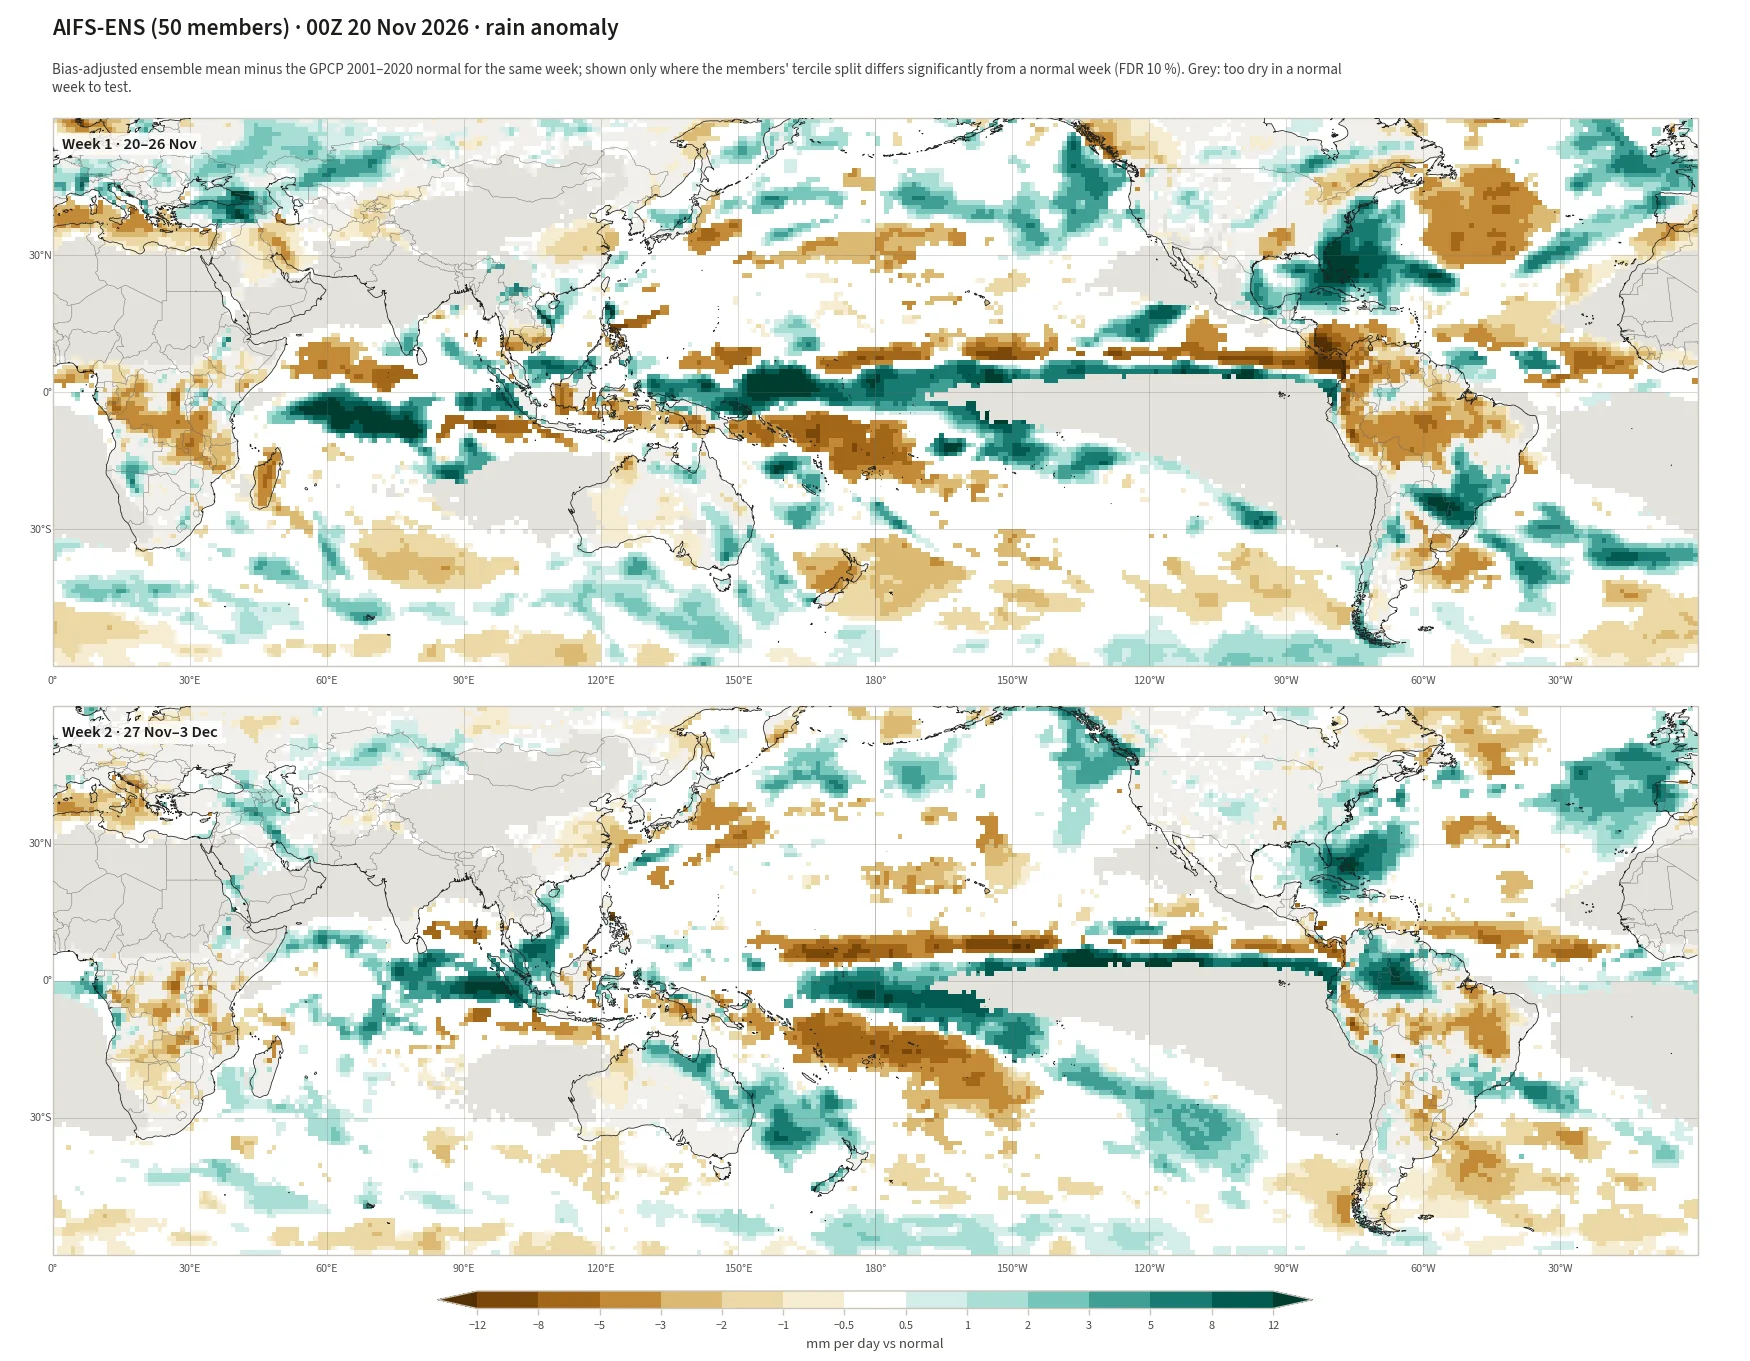 AIFS-ENS (50 members) · 00Z 20 Nov 2026 · rain anomaly
Bias-adjusted ensemble mean minus the GPCP 2001–2020 normal for the same week; shown only where the members' tercile split differs significantly from a normal week (FDR 10 %). Grey: too dry in a normal
week to test.
Week 1 · 20–26 Nov
30°N
0°
30°S
0° 30°E 60°E 90°E 120°E 150°E 180° 150°W 120°W 90°W 60°W 30°W
Week 2 · 27 Nov–3 Dec
30°N
0°
30°S
0° 30°E 60°E 90°E 120°E 150°E 180° 150°W 120°W 90°W 60°W 30°W
−12 −8 −5 −3 −2 −1 −0.5 0.5 1 2 3 5 8 12
mm per day vs normal